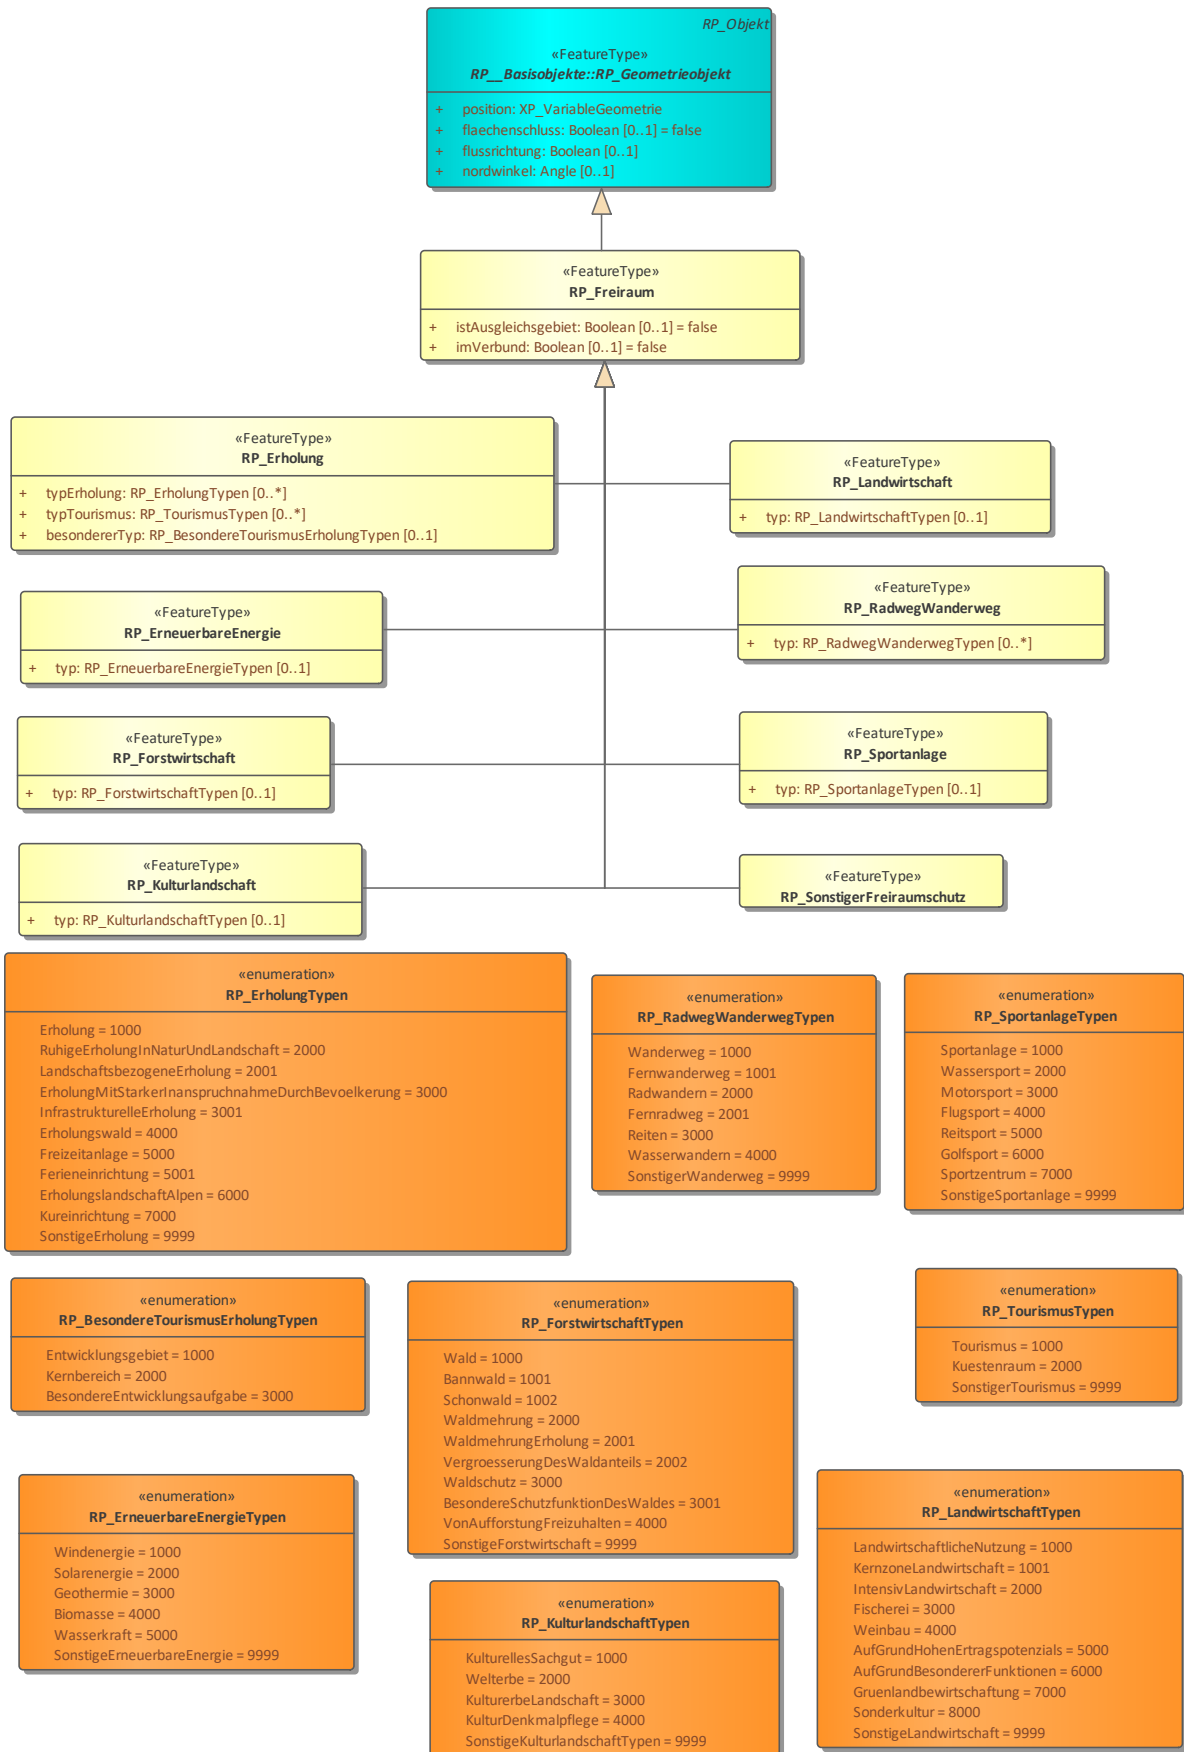 RP_Objekt
«FeatureType»
RP__Basisobjekte::RP_Geometrieobjekt
+ position: XP_VariableGeometrie
+ flaechenschluss: Boolean [0..1] = false
+ flussrichtung: Boolean [0..1]
+ nordwinkel: Angle [0..1]
«FeatureType»
RP_Freiraum
+ istAusgleichsgebiet: Boolean [0..1] = false
+ imVerbund: Boolean [0..1] = false
«FeatureType»
RP_Erholung
+ typErholung: RP_ErholungTypen [0..*]
+ typTourismus: RP_TourismusTypen [0..*]
+ besondererTyp: RP_BesondereTourismusErholungTypen [0..1]
«FeatureType»
RP_Landwirtschaft
+ typ: RP_LandwirtschaftTypen [0..1]
«FeatureType»
RP_ErneuerbareEnergie
+ typ: RP_ErneuerbareEnergieTypen [0..1]
«FeatureType»
RP_RadwegWanderweg
+ typ: RP_RadwegWanderwegTypen [0..*]
«FeatureType»
RP_Forstwirtschaft
+ typ: RP_ForstwirtschaftTypen [0..1]
«FeatureType»
RP_Sportanlage
+ typ: RP_SportanlageTypen [0..1]
«FeatureType»
RP_Kulturlandschaft
+ typ: RP_KulturlandschaftTypen [0..1]
«FeatureType»
RP_SonstigerFreiraumschutz
«enumeration»
RP_ErholungTypen
Erholung = 1000
RuhigeErholungInNaturUndLandschaft = 2000
LandschaftsbezogeneErholung = 2001
ErholungMitStarkerInanspruchnahmeDurchBevoelkerung = 3000
InfrastrukturelleErholung = 3001
Erholungswald = 4000
Freizeitanlage = 5000
Ferieneinrichtung = 5001
ErholungslandschaftAlpen = 6000
Kureinrichtung = 7000
SonstigeErholung = 9999
«enumeration»
RP_RadwegWanderwegTypen
Wanderweg = 1000
Fernwanderweg = 1001
Radwandern = 2000
Fernradweg = 2001
Reiten = 3000
Wasserwandern = 4000
SonstigerWanderweg = 9999
«enumeration»
RP_SportanlageTypen
Sportanlage = 1000
Wassersport = 2000
Motorsport = 3000
Flugsport = 4000
Reitsport = 5000
Golfsport = 6000
Sportzentrum = 7000
SonstigeSportanlage = 9999
«enumeration»
RP_BesondereTourismusErholungTypen
Entwicklungsgebiet = 1000
Kernbereich = 2000
BesondereEntwicklungsaufgabe = 3000
«enumeration»
RP_ForstwirtschaftTypen
Wald = 1000
Bannwald = 1001
Schonwald = 1002
Waldmehrung = 2000
WaldmehrungErholung = 2001
VergroesserungDesWaldanteils = 2002
Waldschutz = 3000
BesondereSchutzfunktionDesWaldes = 3001
VonAufforstungFreizuhalten = 4000
SonstigeForstwirtschaft = 9999
«enumeration»
RP_TourismusTypen
Tourismus = 1000
Kuestenraum = 2000
SonstigerTourismus = 9999
«enumeration»
RP_ErneuerbareEnergieTypen
Windenergie = 1000
Solarenergie = 2000
Geothermie = 3000
Biomasse = 4000
Wasserkraft = 5000
SonstigeErneuerbareEnergie = 9999
«enumeration»
RP_KulturlandschaftTypen
KulturellesSachgut = 1000
Welterbe = 2000
KulturerbeLandschaft = 3000
KulturDenkmalpflege = 4000
SonstigeKulturlandschaftTypen = 9999
«enumeration»
RP_LandwirtschaftTypen
LandwirtschaftlicheNutzung = 1000
KernzoneLandwirtschaft = 1001
IntensivLandwirtschaft = 2000
Fischerei = 3000
Weinbau = 4000
AufGrundHohenErtragspotenzials = 5000
AufGrundBesondererFunktionen = 6000
Gruenlandbewirtschaftung = 7000
Sonderkultur = 8000
SonstigeLandwirtschaft = 9999